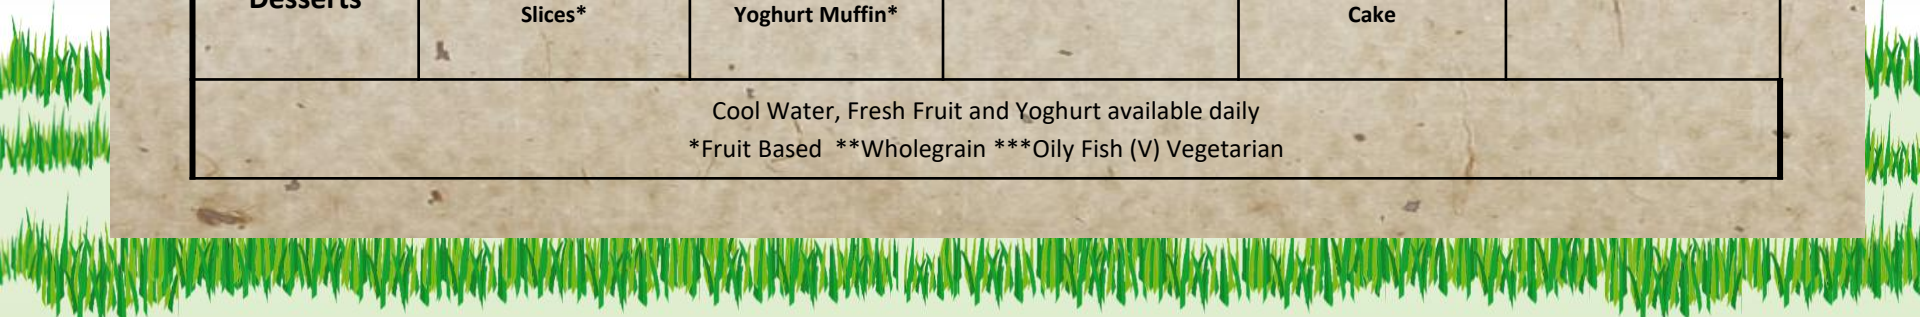 Desserts
Slices* Yoghurt Muffin* Cake
Cool Water, Fresh Fruit and Yoghurt available daily
*Fruit Based **Wholegrain ***Oily Fish (V) Vegetarian